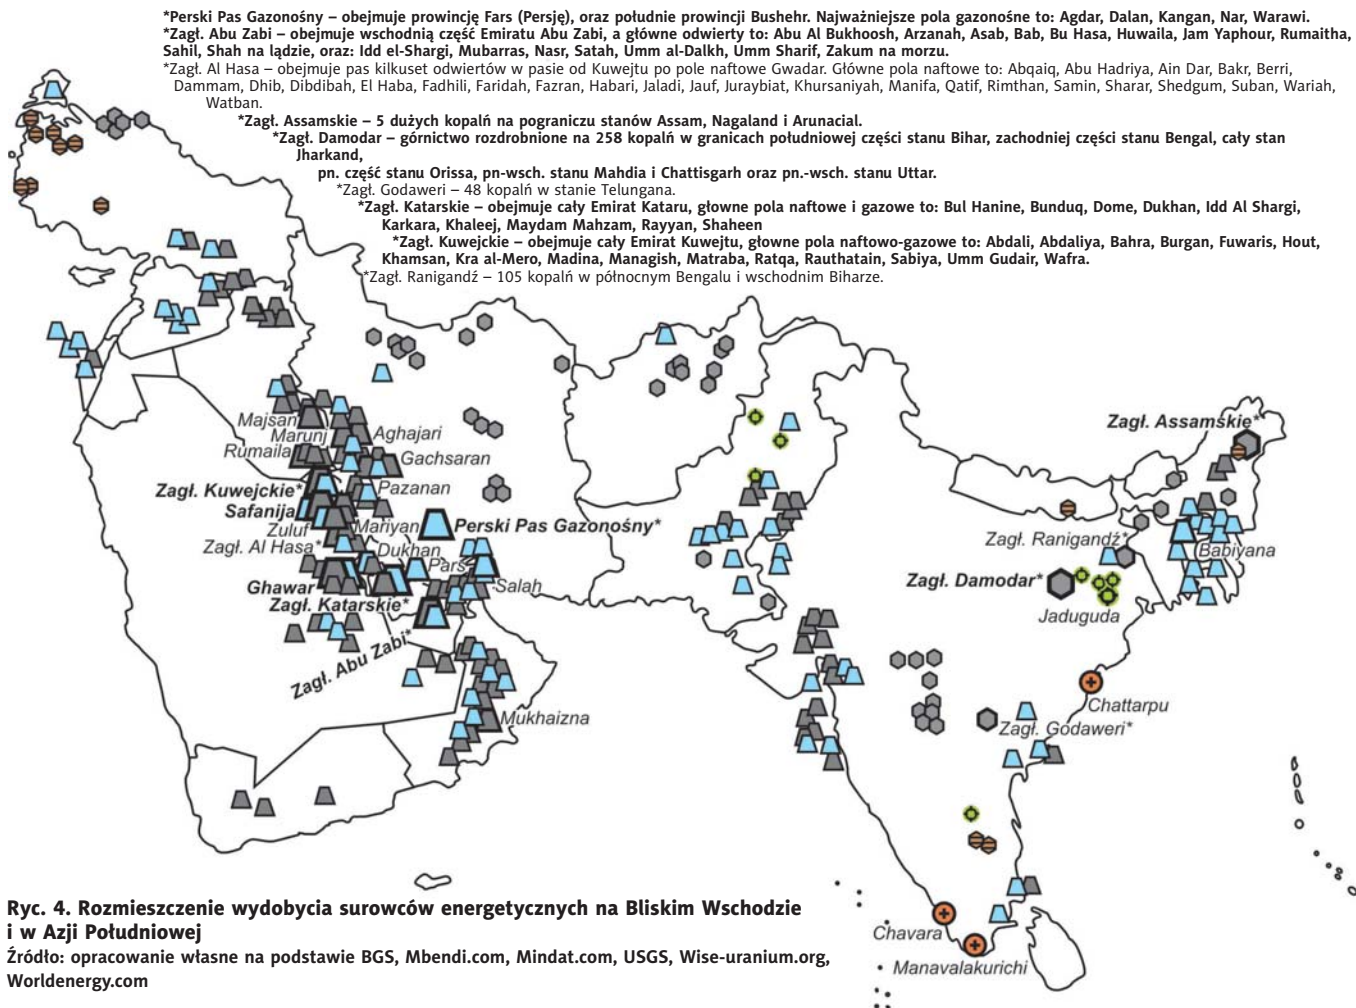 *Perski Pas Gazonośny – obejmuje prowincję Fars (Persję), oraz południe prowincji Bushehr. Najważniejsze pola gazonośne to: Agdar, Dalan, Kangan, Nar, Warawi.
*Zagł. Abu Zabi – obejmuje wschodnią część Emiratu Abu Zabi, a główne odwierty to: Abu Al Bukhoosh, Arzanah, Asab, Bab, Bu Hasa, Huwaila, Jam Yaphour, Rumaitha,
Sahil, Shah na lądzie, oraz: Idd el-Shargi, Mubarras, Nasr, Satah, Umm al-Dalkh, Umm Sharif, Zakum na morzu.
*Zagł. Al Hasa – obejmuje pas kilkuset odwiertów w pasie od Kuwejtu po pole naftowe Gwadar. Główne pola naftowe to: Abqaiq, Abu Hadriya, Ain Dar, Bakr, Berri,
Dammam, Dhib, Dibdibah, El Haba, Fadhili, Faridah, Fazran, Habari, Jaladi, Jauf, Juraybiat, Khursaniyah, Manifa, Qatif, Rimthan, Samin, Sharar, Shedgum, Suban, Wariah,
Watban.
*Zagł. Assamskie – 5 dużych kopalń na pograniczu stanów Assam, Nagaland i Arunacial.
*Zagł. Damodar – górnictwo rozdrobnione na 258 kopalń w granicach południowej części stanu Bihar, zachodniej części stanu Bengal, cały stan
Jharkand,
pn. część stanu Orissa, pn-wsch. stanu Mahdia i Chattisgarh oraz pn.-wsch. stanu Uttar.
*Zagł. Godaweri – 48 kopalń w stanie Telungana.
*Zagł. Katarskie – obejmuje cały Emirat Kataru, głowne pola naftowe i gazowe to: Bul Hanine, Bunduq, Dome, Dukhan, Idd Al Shargi,
Karkara, Khaleej, Maydam Mahzam, Rayyan, Shaheen
*Zagł. Kuwejckie – obejmuje cały Emirat Kuwejtu, głowne pola naftowo-gazowe to: Abdali, Abdaliya, Bahra, Burgan, Fuwaris, Hout,
Khamsan, Kra al-Mero, Madina, Managish, Matraba, Ratqa, Rauthatain, Sabiya, Umm Gudair, Wafra.
*Zagł. Ranigandź – 105 kopalń w północnym Bengalu i wschodnim Biharze.
Majsan
Marunj
Aghajari
Rumaila
Gachsaran
Zagł. Kuwejckie*
Pazanan
Safanija
Zuluf
Mariyan
Perski Pas Gazonośny*
Zagł. Al Hasa*
Dukhan
Pars
Ghawar
Salah
Zagł. Katarskie*
Zagł. Abu Zabi*
Mukhaizna
Zagł. Assamskie*
Zagł. Ranigandź*
Babiyana
Zagł. Damodar*
Jaduguda
Chattarpu
Zagł. Godaweri*
Chavara
Manavalakurichi
Ryc. 4. Rozmieszczenie wydobycia surowców energetycznych na Bliskim Wschodzie
i w Azji Południowej
Źródło: opracowanie własne na podstawie BGS, Mbendi.com, Mindat.com, USGS, Wise-uranium.org,
Worldenergy.com